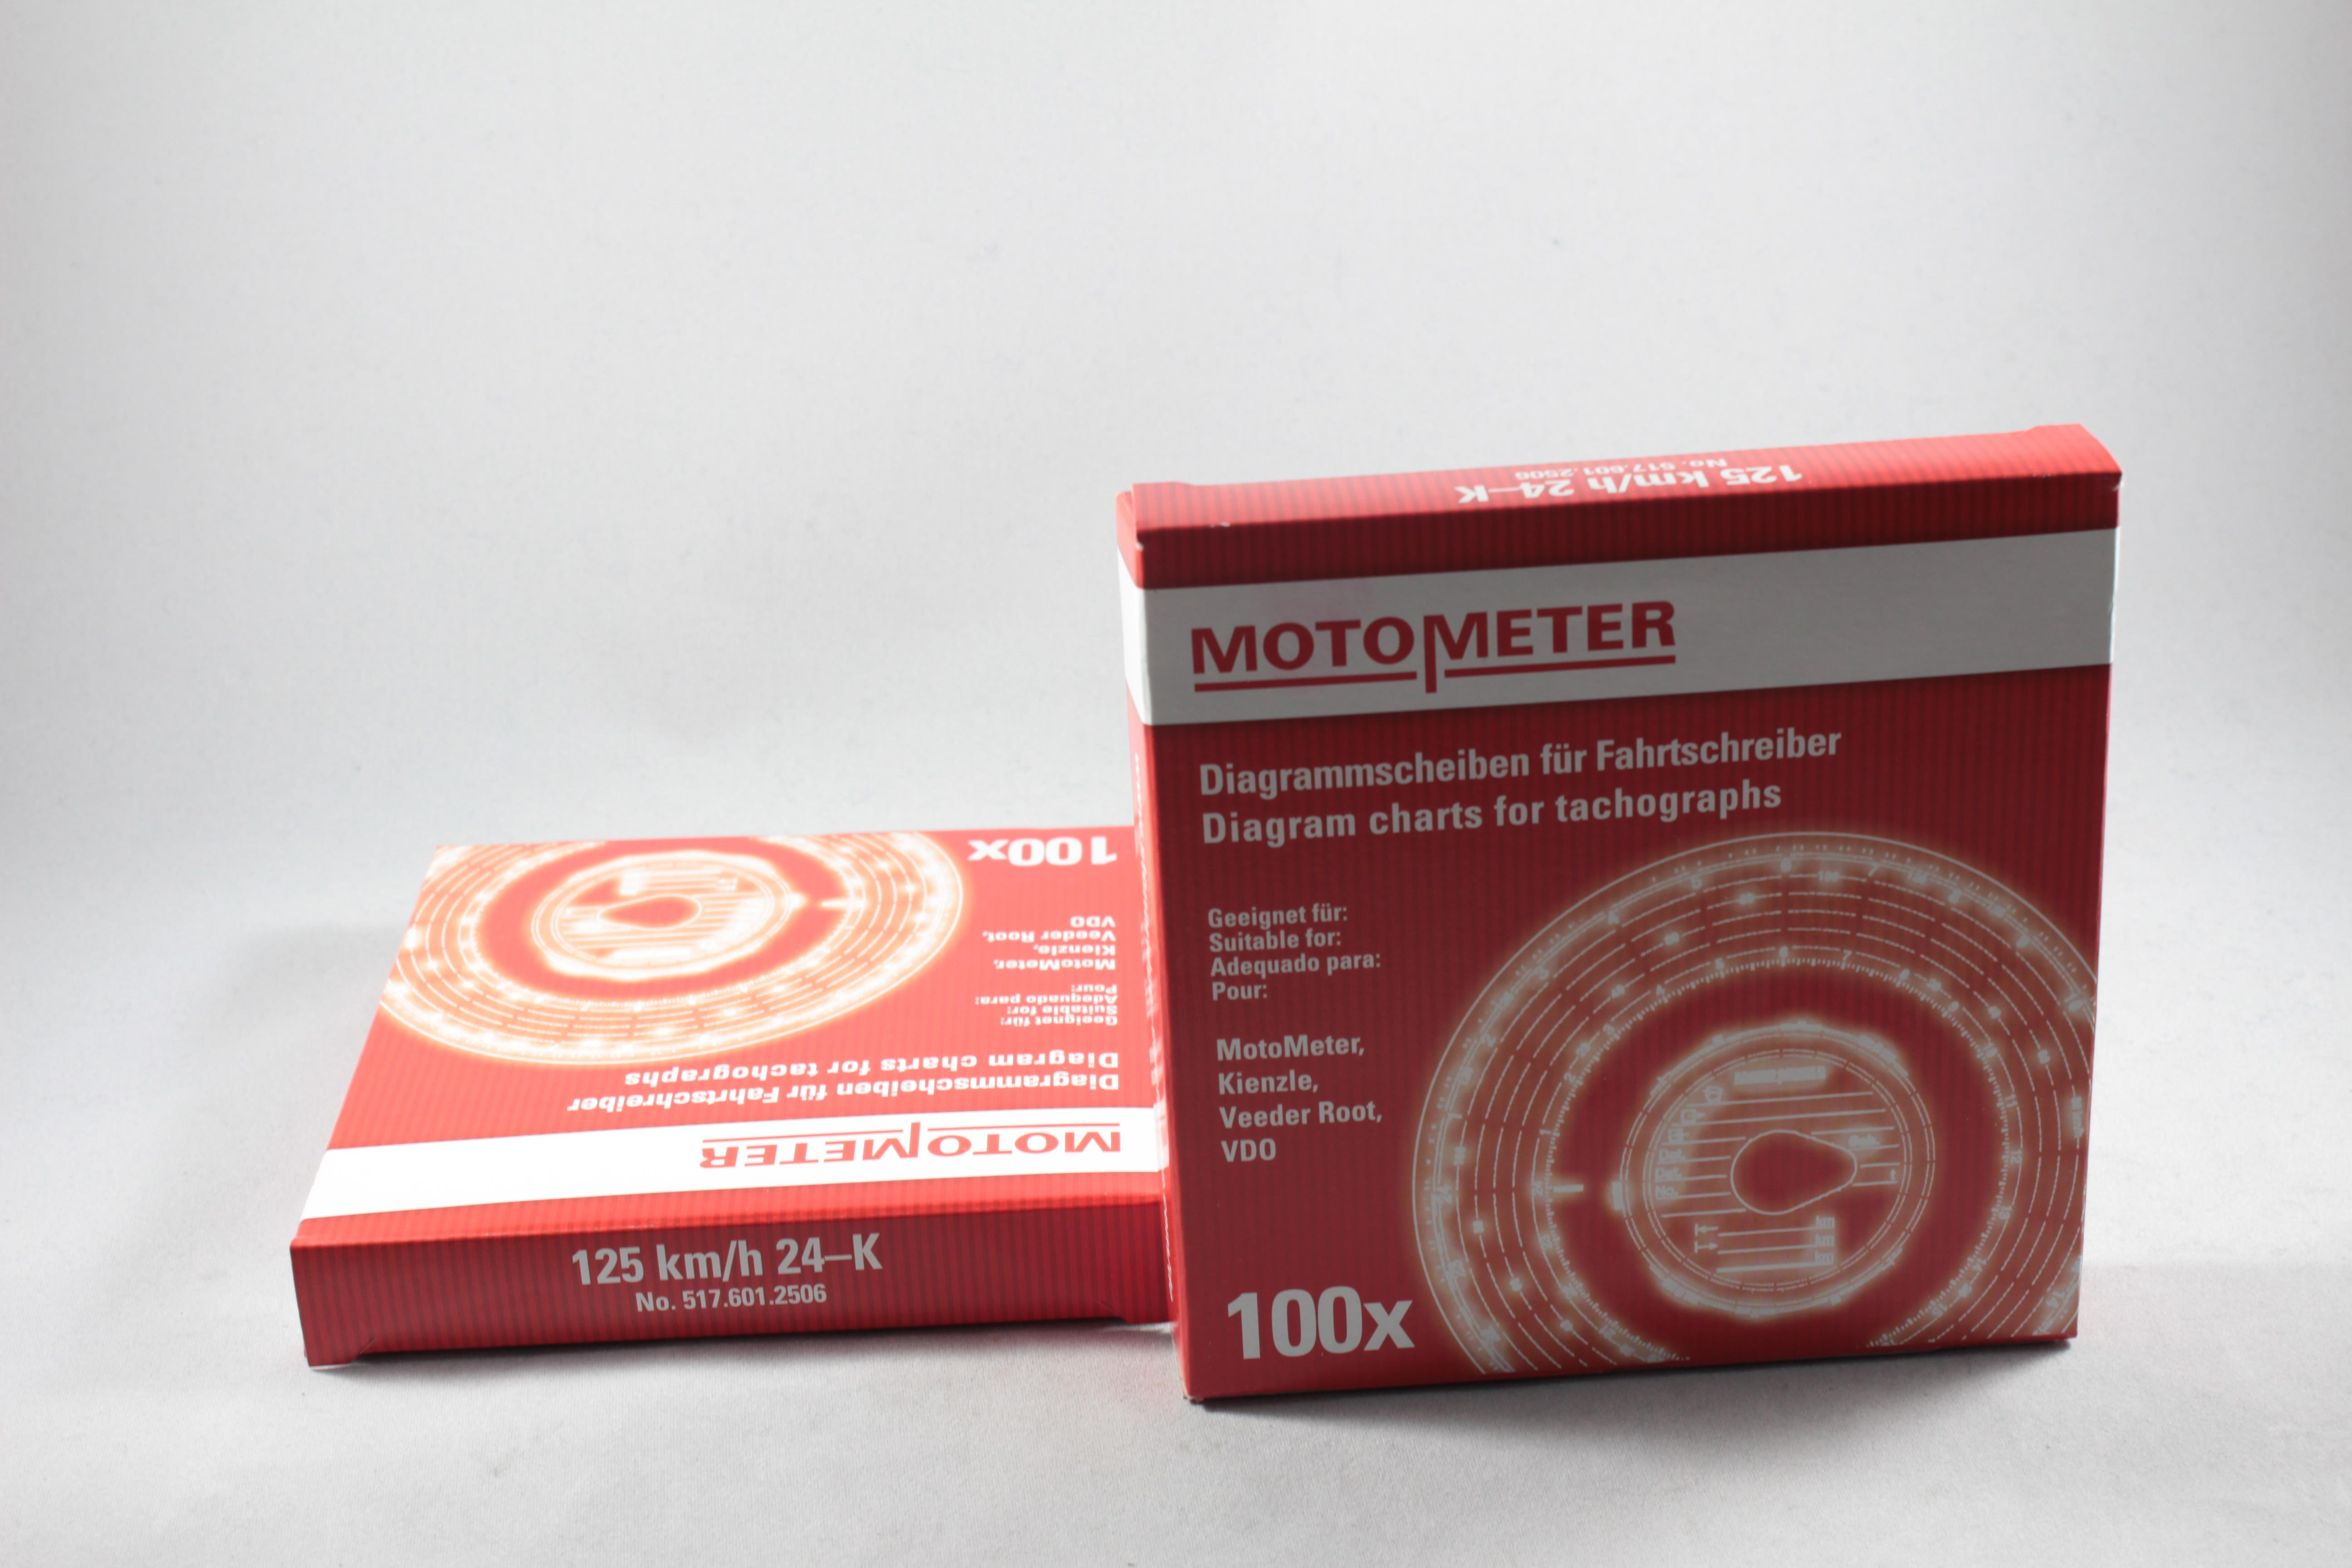 125 km/h 24–K
No. 517.601.2506
MOTOMETER
Diagrammscheiben für Fahrtschreiber
Diagram charts for tachographs
Geeignet für:
Suitable for:
Adequado para:
Pour:
MotoMeter,
Kienzle,
Veeder Root,
VDO
100x
125 km/h 24–K
No. 517.601.2506
MOTOMETER
Diagrammscheiben für Fahrtschreiber
Diagram charts for tachographs
Geeignet für:
Suitable for:
Adequado para:
Pour:
MotoMeter,
Kienzle,
Veeder Root,
VDO
100x